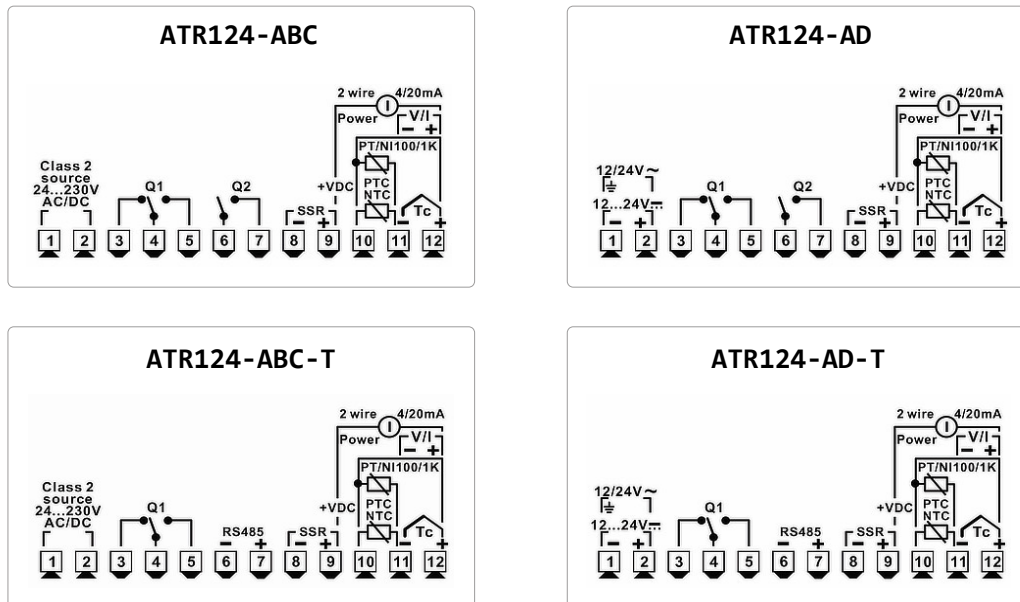 ATR124-ABC
2 wire 4/20mA
I
Power V/I
− +
PT/NI100/1K
Class 2
source
24...230V
AC/DC
Q1
Q2
+VDC
PTC
NTC
SSR
− +
Tc
− +
1 2 3 4 5 6 7 8 9 10 11 12
ATR124-AD
2 wire 4/20mA
I
Power V/I
− +
PT/NI100/1K
12/24V~
12...24V
− +
Q1
Q2
+VDC
PTC
NTC
SSR
− +
Tc
− +
1 2 3 4 5 6 7 8 9 10 11 12
ATR124-ABC-T
2 wire 4/20mA
I
Power V/I
− +
PT/NI100/1K
Class 2
source
24...230V
AC/DC
Q1
RS485
− +
+VDC
PTC
NTC
SSR
− +
Tc
− +
1 2 3 4 5 6 7 8 9 10 11 12
ATR124-AD-T
2 wire 4/20mA
I
Power V/I
− +
PT/NI100/1K
12/24V~
12...24V
− +
Q1
RS485
− +
+VDC
PTC
NTC
SSR
− +
Tc
− +
1 2 3 4 5 6 7 8 9 10 11 12